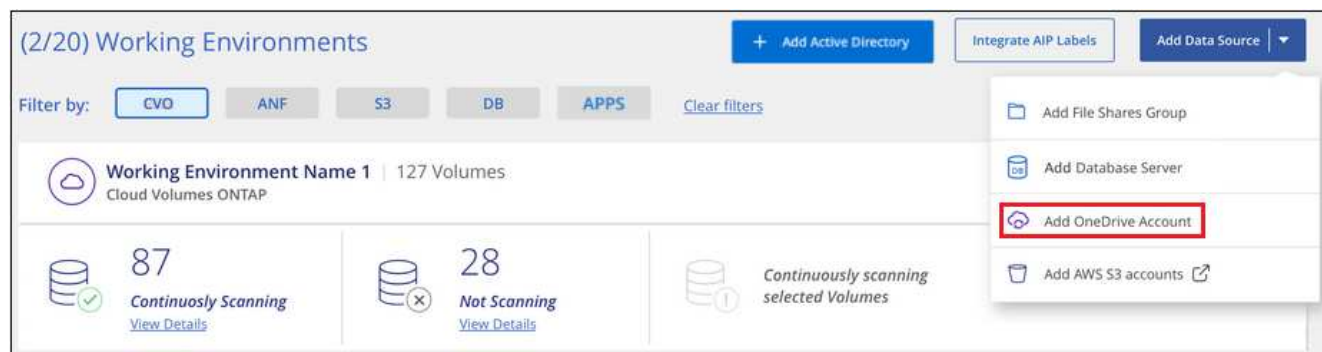 (2/20) Working Environments
+ Add Active Directory
Integrate AIP Labels
Add Data Source
Filter by:
CVO
ANF
S3
DB
APPS
Clear filters
Add File Shares Group
DB
Add Database Server
Add OneDrive Account
Add AWS S3 accounts
Working Environment Name 1 | 127 Volumes
Cloud Volumes ONTAP
87
Continuosly Scanning
View Details
28
Not Scanning
View Details
Continuously scanning
selected Volumes